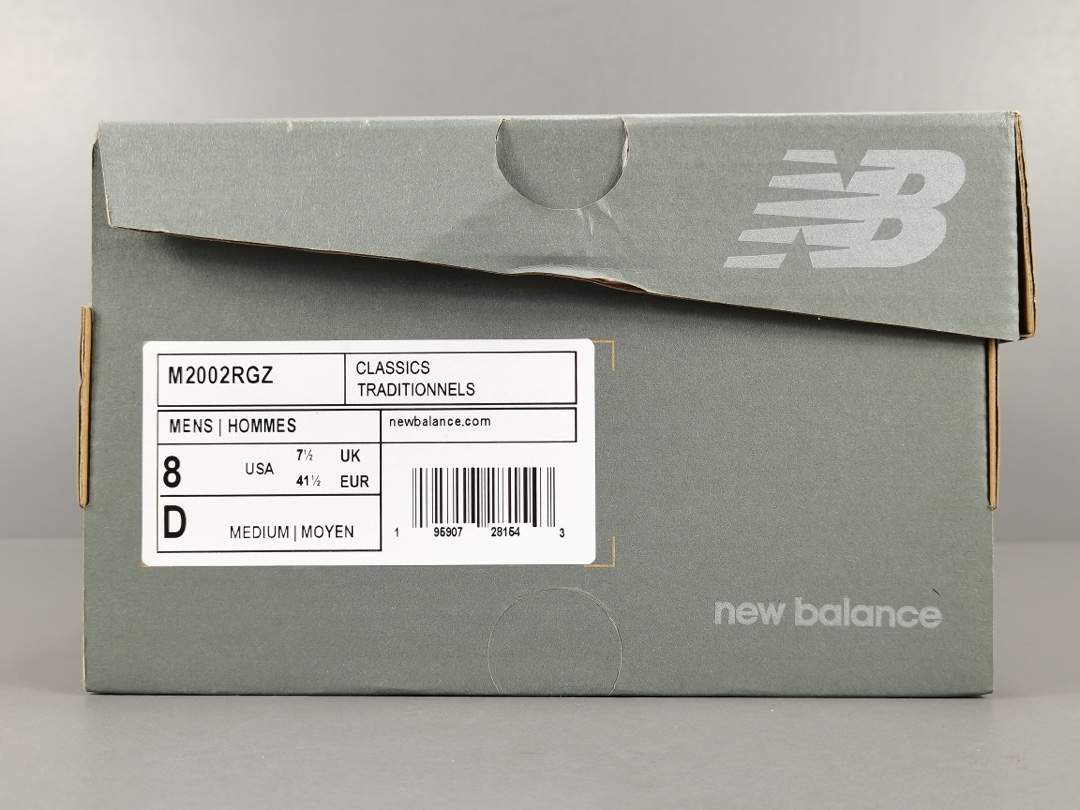 NB
M2002RGZ
CLASSICS
TRADITIONNELS
MENS | HOMMES
newbalance.com
8 USA 7½ UK
41½ EUR
D MEDIUM | MOYEN
1 95907 28154 3
new balance